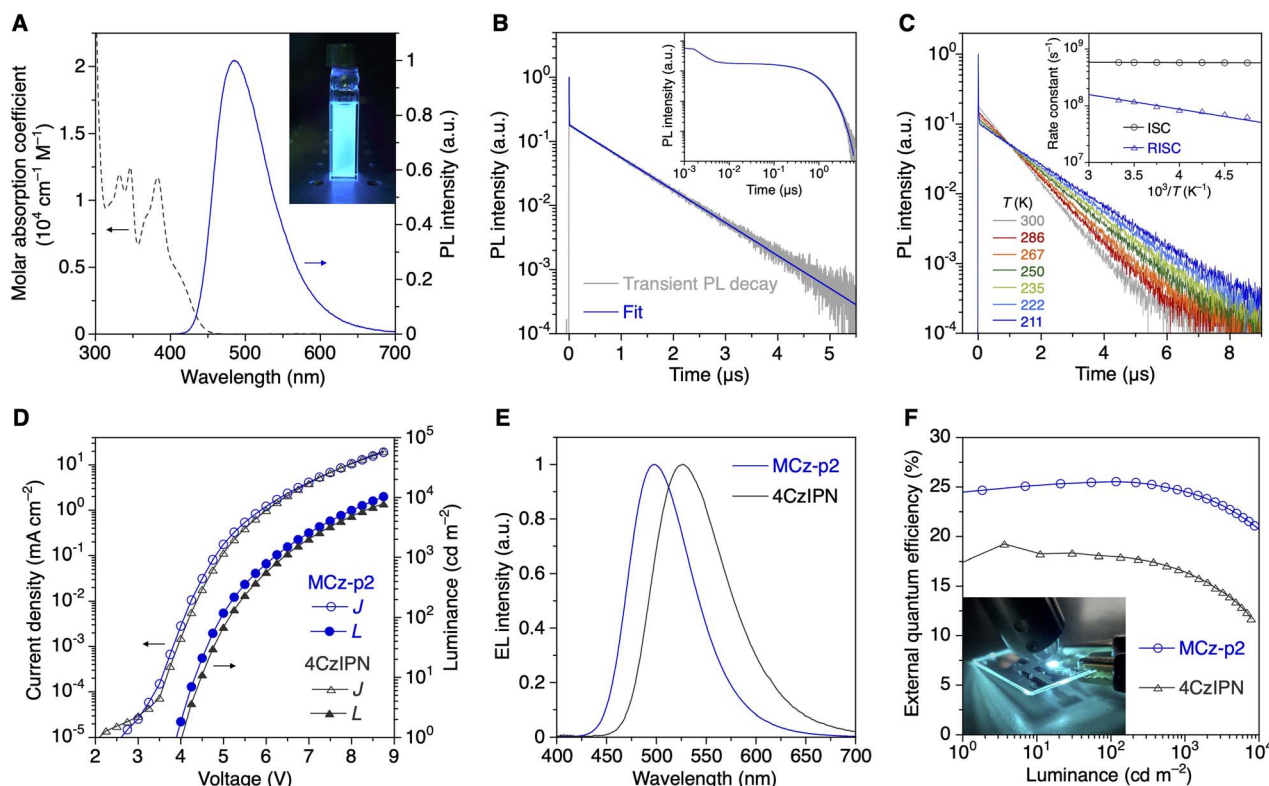 A
Molar absorption coefficient
(10⁴ cm⁻¹ M⁻¹)
2
1.5
1
0.5
0
300
400
500
600
700
Wavelength (nm)
1
0.8
0.6
0.4
0.2
0
PL intensity (a.u.)
B
PL intensity (a.u.)
10⁰
10⁻¹
10⁻²
10⁻³
10⁻⁴
PL intensity (a.u.)
10⁻³
10⁻²
10⁻¹
10⁰
Time (µs)
Transient PL decay
Fit
0
1
2
3
4
5
Time (µs)
C
PL intensity (a.u.)
10⁰
10⁻¹
10⁻²
10⁻³
10⁻⁴
Rate constant (s⁻¹)
10⁹
10⁸
10⁷
ISC
RISC
3
3.5
4
4.5
10³/T (K⁻¹)
T (K)
300
286
267
250
235
222
211
0
2
4
6
8
Time (µs)
D
Current density (mA cm⁻²)
10¹
10⁰
10⁻¹
10⁻²
10⁻³
10⁻⁴
10⁻⁵
MCz-p2
J
L
4CzIPN
J
L
10⁵
10⁴
10³
10²
10¹
10⁰
Luminance (cd m⁻²)
2
3
4
5
6
7
8
9
Voltage (V)
E
EL intensity (a.u.)
1
0.8
0.6
0.4
0.2
0
MCz-p2
4CzIPN
400
450
500
550
600
650
700
Wavelength (nm)
F
External quantum efficiency (%)
30
25
20
15
10
5
0
MCz-p2
4CzIPN
10⁰
10¹
10²
10³
10⁴
Luminance (cd m⁻²)